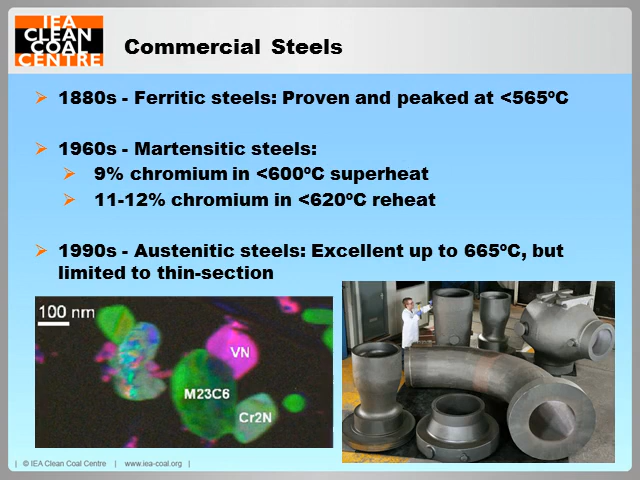 IEA
CLEAN
COAL
CENTRE
Commercial Steels
1880s - Ferritic steels: Proven and peaked at <565ºC
1960s - Martensitic steels:
9% chromium in <600ºC superheat
11-12% chromium in <620ºC reheat
1990s - Austenitic steels: Excellent up to 665ºC, but
limited to thin-section
100 nm
VN
M23C6
Cr2N
| © IEA Clean Coal Centre | www.iea-coal.org |